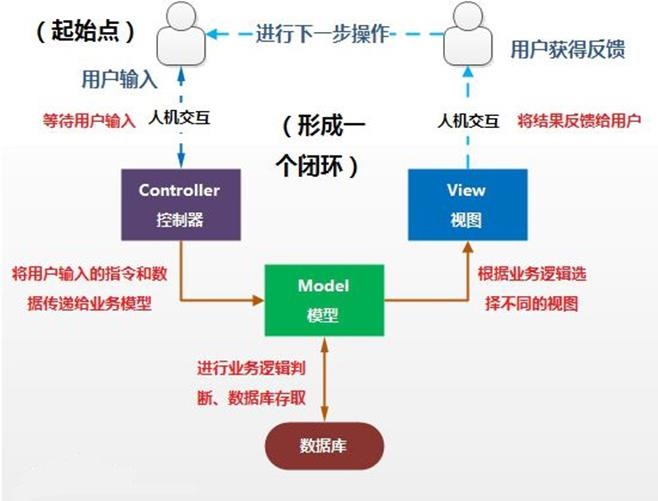 （起始点）
进行下一步操作
用户获得反馈
用户输入
等待用户输入
人机交互
（形成一
个闭环）
人机交互
将结果反馈给用户
Controller
控制器
View
视图
将用户输入的指令和数
据传递给业务模型
Model
模型
根据业务逻辑选
择不同的视图
进行业务逻辑判
断、数据库存取
数据库